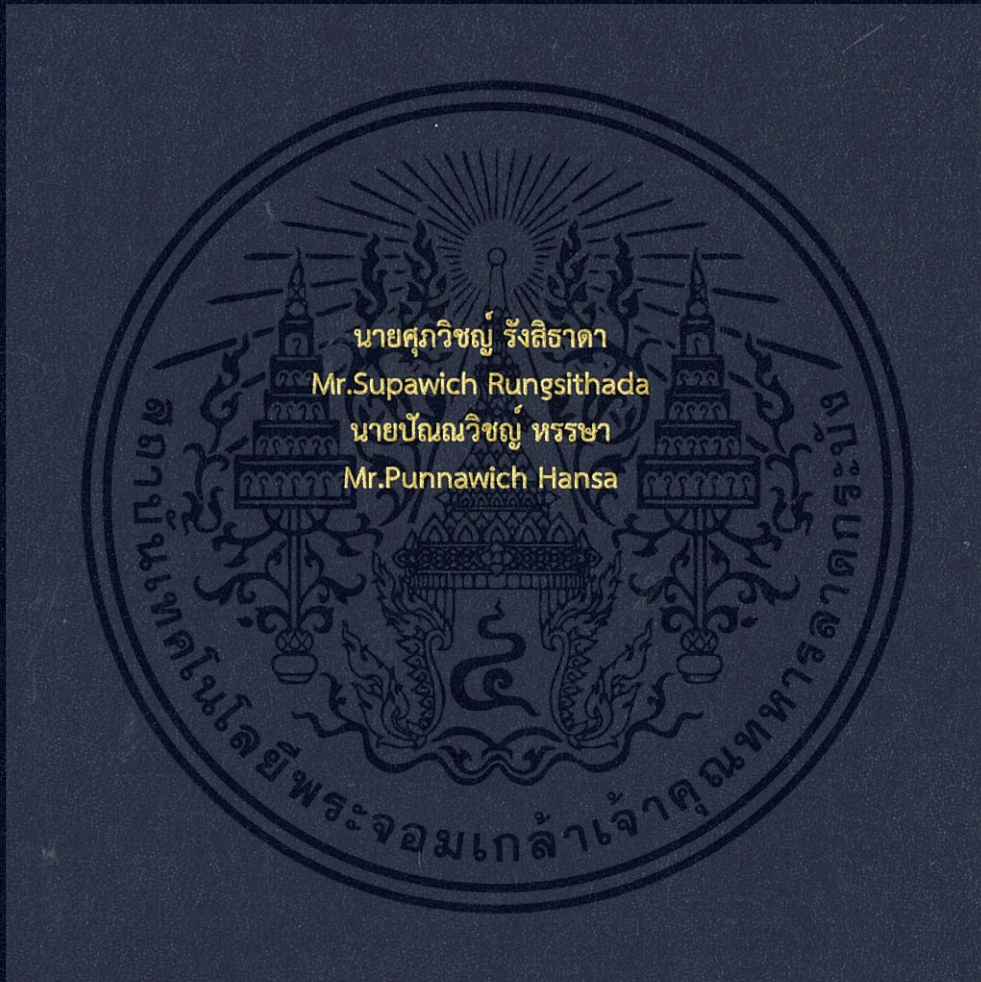 นายศุภวิชญ์ รังสิธาดา
Mr.Supawich Rungsithada
นายปัณณวิชญ์ หรรษา
Mr.Punnawich Hansa
๔
สถาบันเทคโนโลยีพระจอมเกล้าเจ้าคุณทหารลาดกระบัง